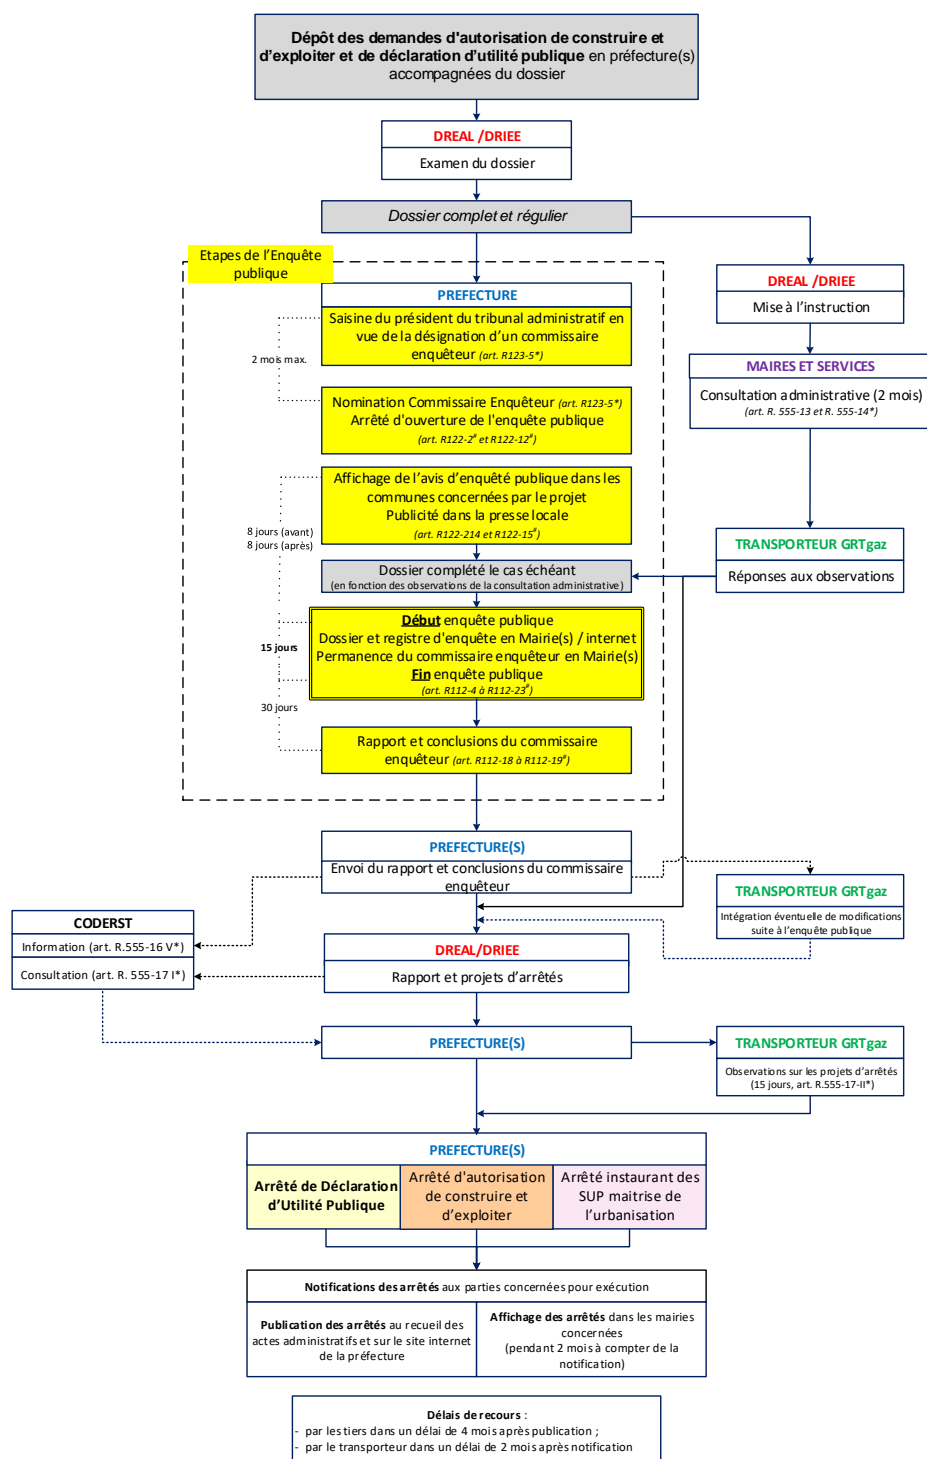 Dépôt des demandes d'autorisation de construire et
d'exploiter et de déclaration d'utilité publique en préfecture(s)
accompagnées du dossier
DREAL /DRIEE
Examen du dossier
Dossier complet et régulier
Etapes de l'Enquête
publique
DREAL /DRIEE
Mise à l'instruction
PREFECTURE
Saisine du président du tribunal administratif en
vue de la désignation d'un commissaire
enquêteur (art. R123-5*)
2 mois max.
MAIRES ET SERVICES
Consultation administrative (2 mois)
(art. R. 555-13 et R. 555-14*)
Nomination Commissaire Enquêteur (art. R123-5*)
Arrêté d'ouverture de l'enquête publique
(art. R122-2# et R122-12#)
Affichage de l'avis d'enquêté publique dans les
communes concernées par le projet
Publicité dans la presse locale
(art. R122-214 et R122-15#)
8 jours (avant)
8 jours (après)
TRANSPORTEUR GRTgaz
Réponses aux observations
Dossier complété le cas échéant
(en fonction des observations de la consultation administrative)
Début enquête publique
Dossier et registre d'enquête en Mairie(s) / internet
Permanence du commissaire enquêteur en Mairie(s)
Fin enquête publique
(art. R112-4 à R112-23#)
15 jours
30 jours
Rapport et conclusions du commissaire
enquêteur (art. R112-18 à R112-19#)
PREFECTURE(S)
Envoi du rapport et conclusions du commissaire
enquêteur
TRANSPORTEUR GRTgaz
Intégration éventuelle de modifications
suite à l'enquête publique
CODERST
Information (art. R.555-16 V*)
Consultation (art. R. 555-17 I*)
DREAL/DRIEE
Rapport et projets d'arrêtés
PREFECTURE(S)
TRANSPORTEUR GRTgaz
Observations sur les projets d'arrêtés
(15 jours, art. R.555-17-II*)
PREFECTURE(S)
Arrêté de Déclaration
d'Utilité Publique
Arrêté d'autorisation
de construire et
d'exploiter
Arrêté instaurant des
SUP maitrise de
l'urbanisation
Notifications des arrêtés aux parties concernées pour exécution
Publication des arrêtés au recueil des
actes administratifs et sur le site internet
de la préfecture
Affichage des arrêtés dans les mairies
concernées
(pendant 2 mois à compter de la
notification)
Délais de recours :
- par les tiers dans un délai de 4 mois après publication ;
- par le transporteur dans un délai de 2 mois après notification